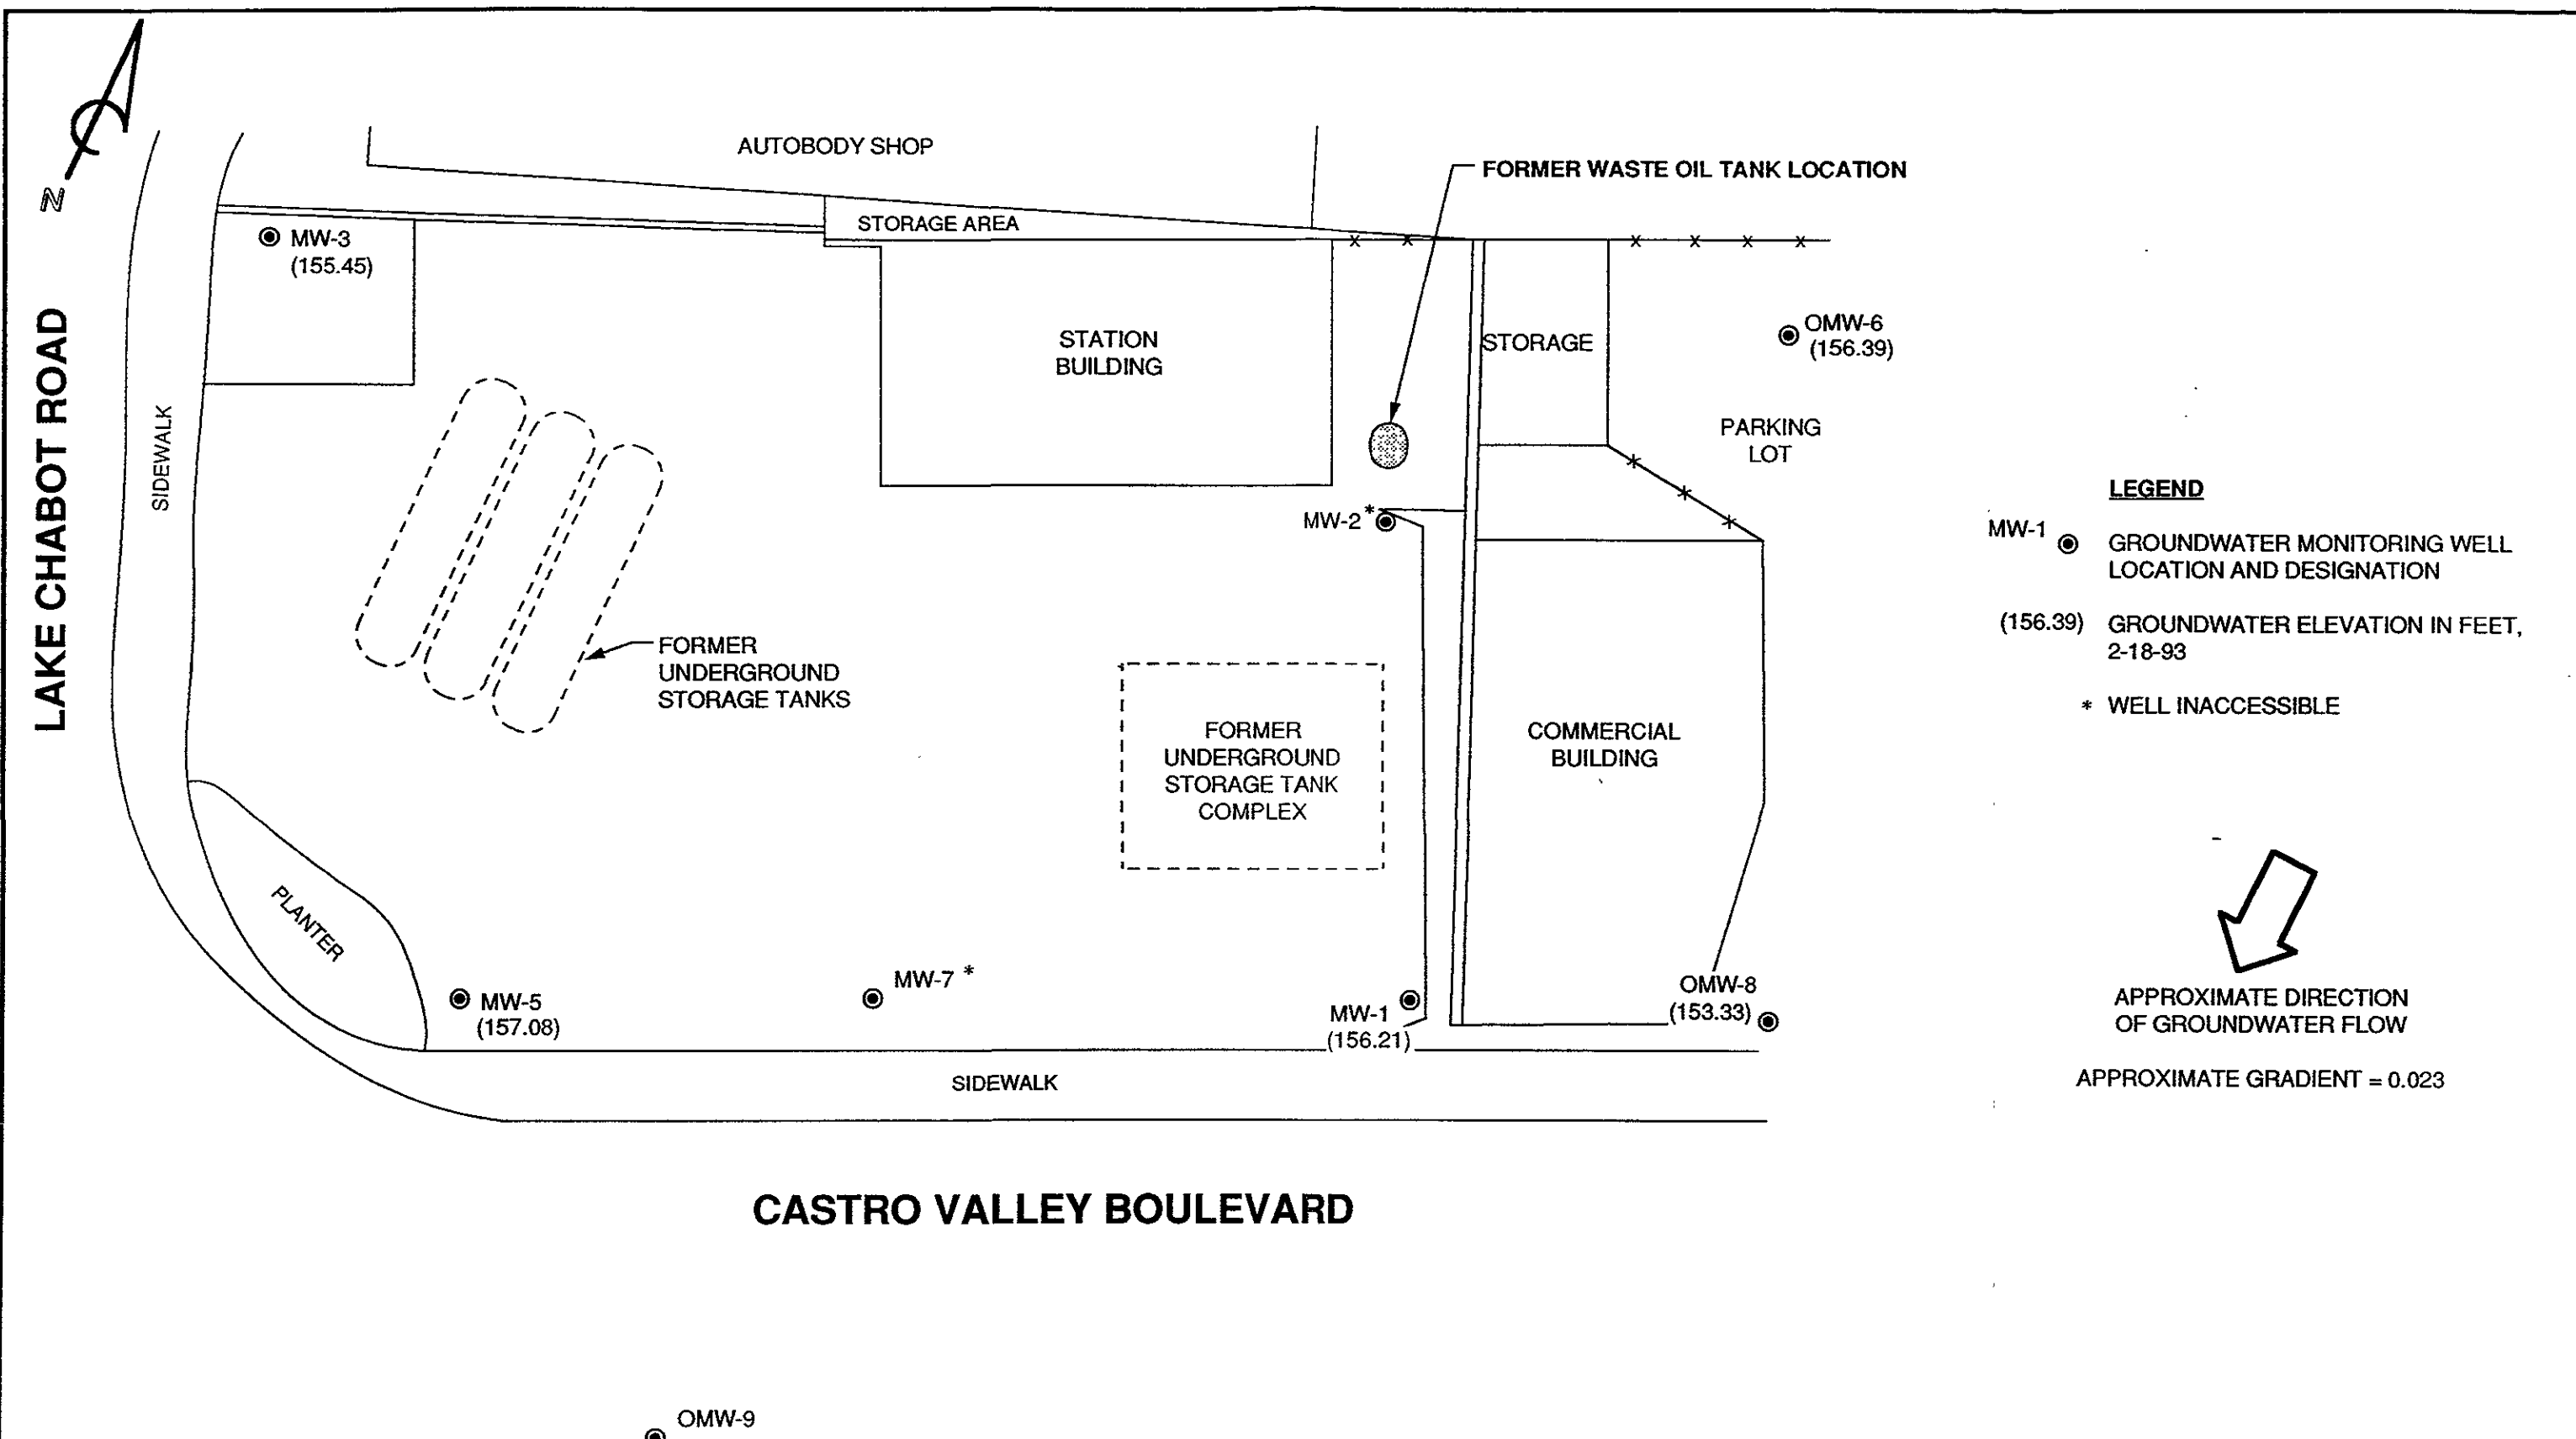 N
AUTOBODY SHOP
FORMER WASTE OIL TANK LOCATION
STORAGE AREA
MW-3
(155.45)
STATION
BUILDING
STORAGE
OMW-6
(156.39)
PARKING
LOT
LAKE CHABOT ROAD
SIDEWALK
MW-2*
FORMER
UNDERGROUND
STORAGE TANKS
FORMER
UNDERGROUND
STORAGE TANK
COMPLEX
COMMERCIAL
BUILDING
LEGEND
MW-1
GROUNDWATER MONITORING WELL
LOCATION AND DESIGNATION
(156.39) GROUNDWATER ELEVATION IN FEET,
2-18-93
* WELL INACCESSIBLE
PLANTER
MW-5
(157.08)
MW-7 *
MW-1
(156.21)
OMW-8
(153.33)
APPROXIMATE DIRECTION
OF GROUNDWATER FLOW
APPROXIMATE GRADIENT = 0.023
SIDEWALK
CASTRO VALLEY BOULEVARD
OMW-9